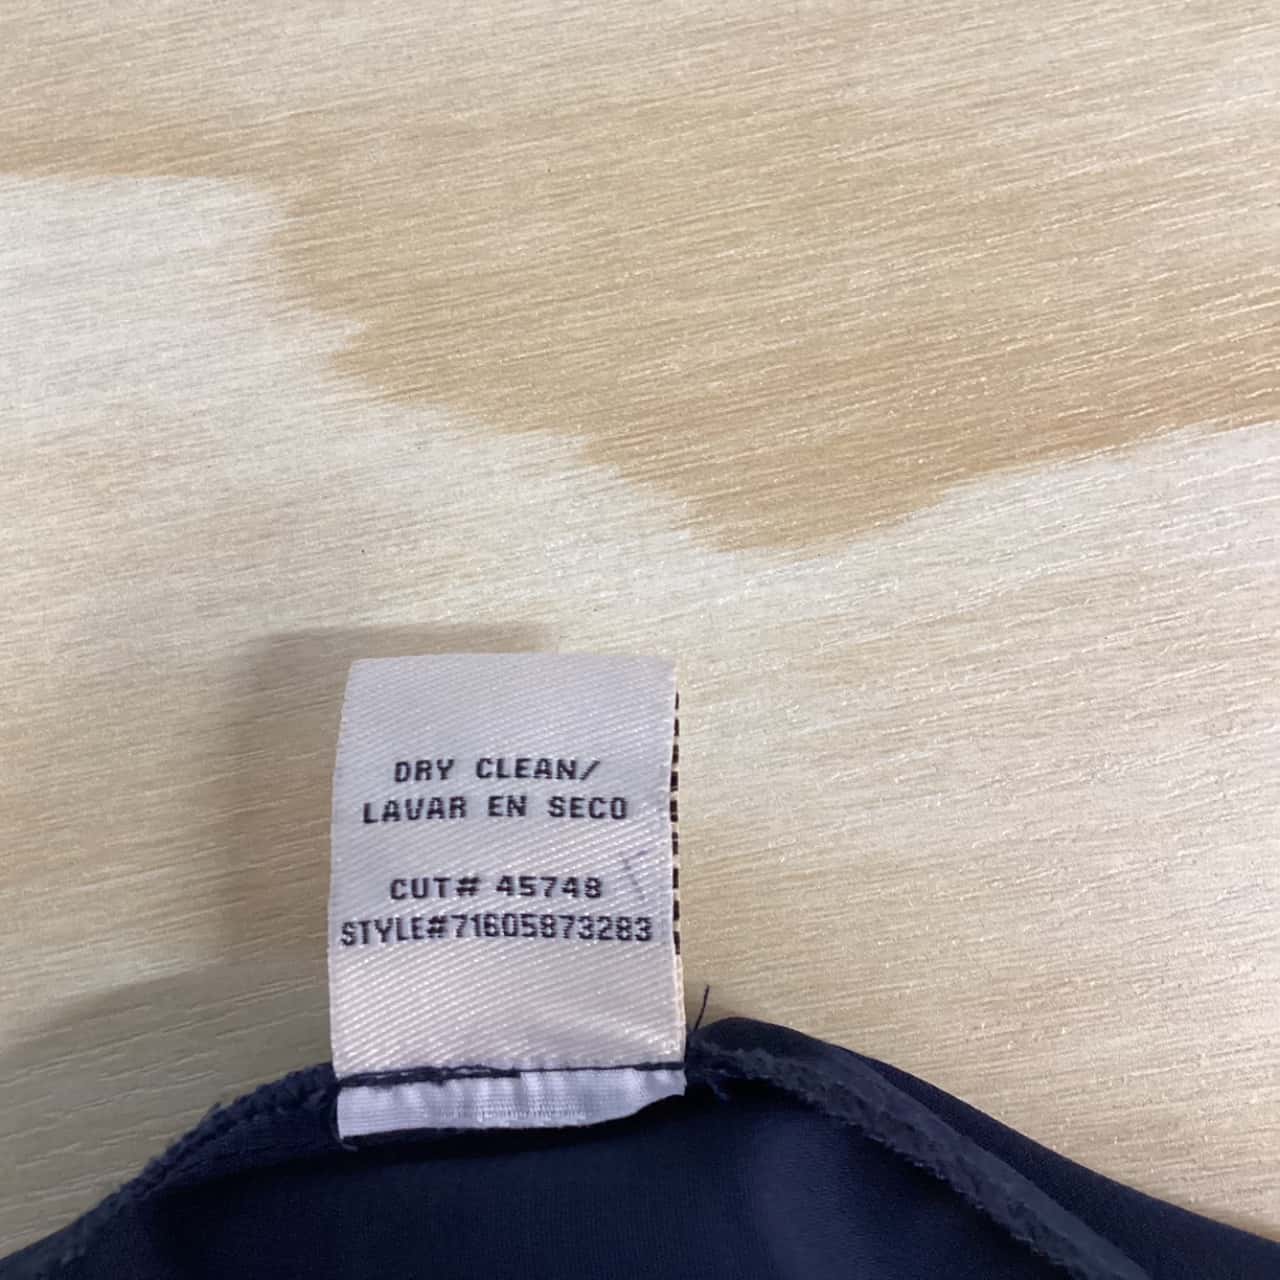 DRY CLEAN/
LAVAR EN SECO
CUT# 45748
STYLE#71605873283